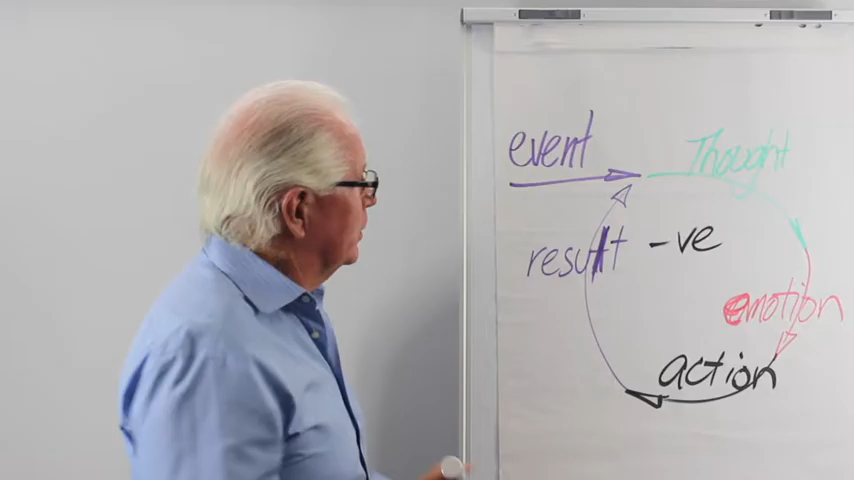 event
Thought
result
-ve
emotion
action